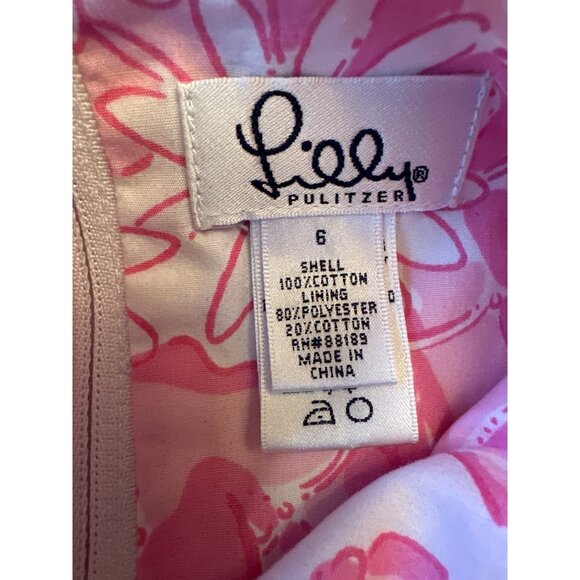 Lilly®
PULITZER
6
SHELL
100%COTTON
LINING
80%POLYESTER
20%COTTON
RN#88189
MADE IN
CHINA